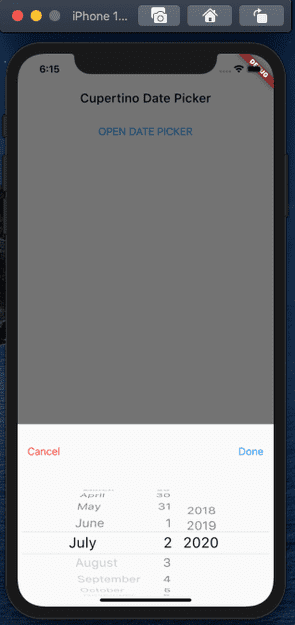 iPhone 1...
6:15
DEBUG
Cupertino Date Picker
OPEN DATE PICKER
Cancel Done
April 30
May 31 2018
June 1 2019
July 2 2020
August 3
September 4
October 5